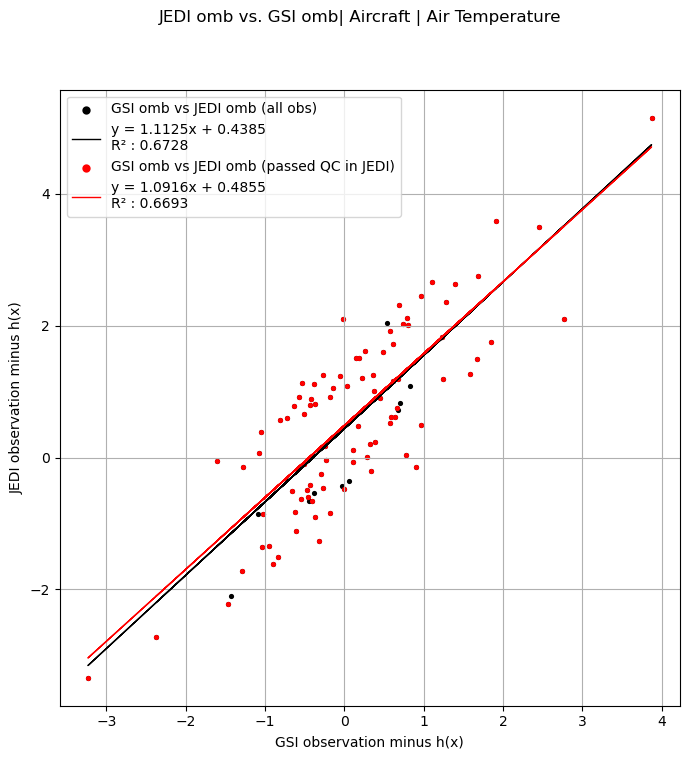 JEDI omb vs. GSI omb| Aircraft | Air Temperature
GSI omb vs JEDI omb (all obs)
y = 1.1125x + 0.4385
R² : 0.6728
GSI omb vs JEDI omb (passed QC in JEDI)
y = 1.0916x + 0.4855
R² : 0.6693
JEDI observation minus h(x)
4
2
0
−2
−3
−2
−1
0
1
2
3
4
GSI observation minus h(x)